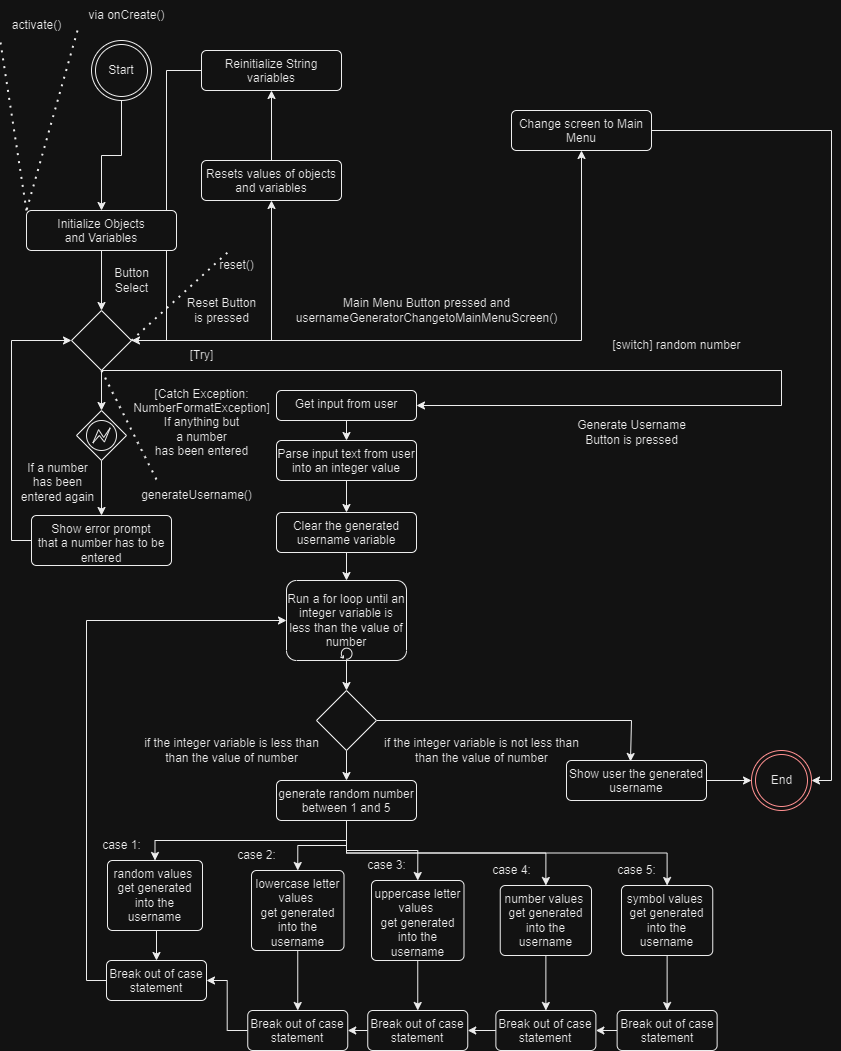 via onCreate()
activate()
Start
Reinitialize String
variables
Change screen to Main
Menu
Resets values of objects
and variables
Initialize Objects
and Variables
reset()
Button
Select
Reset Button
is pressed
Main Menu Button pressed and
usernameGeneratorChangetoMainMenuScreen()
[switch] random number
[Try]
[Catch Exception:
NumberFormatException]
If anything but
a number
has been entered
Get input from user
Generate Username
Button is pressed
Parse input text from user
into an integer value
If a number
has been
entered again
generateUsername()
Show error prompt
that a number has to be
entered
Clear the generated
username variable
Run a for loop until an
integer variable is
less than the value of
number
if the integer variable is less than
than the value of number
if the integer variable is not less than
than the value of number
Show user the generated
username
End
generate random number
between 1 and 5
case 1:
case 2:
case 3:
case 4:
case 5:
random values
get generated
into the
username
lowercase letter
values
get generated
into the
username
uppercase letter
values
get generated
into the
username
number values
get generated
into the
username
symbol values
get generated
into the
username
Break out of case
statement
Break out of case
statement
Break out of case
statement
Break out of case
statement
Break out of case
statement